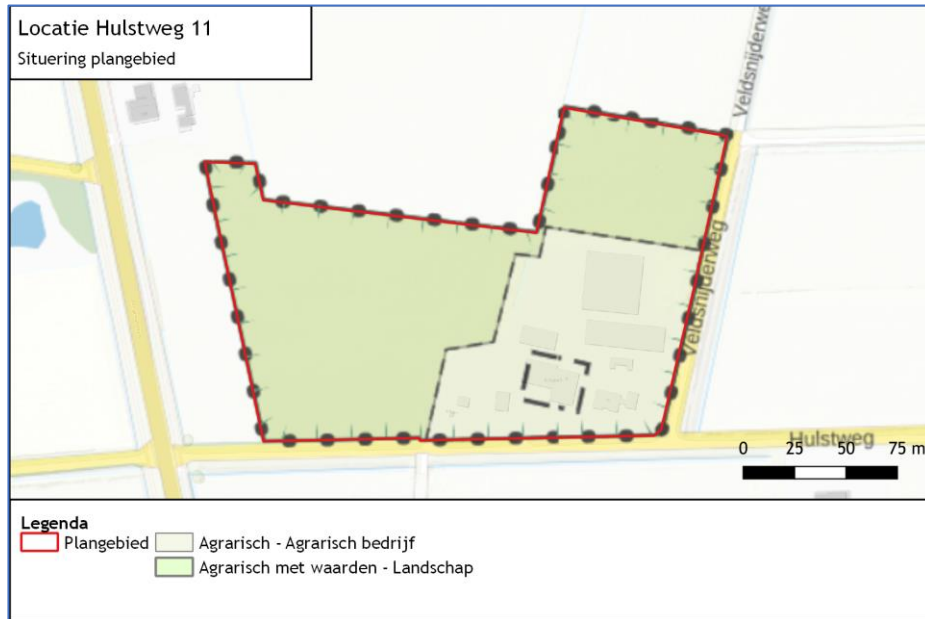 Locatie Hulstweg 11
Situering plangebied
Veldsnijderweg
Veldsnijderweg
Hulstweg
0 25 50 75 m
Legenda
Plangebied
Agrarisch - Agrarisch bedrijf
Agrarisch met waarden - Landschap